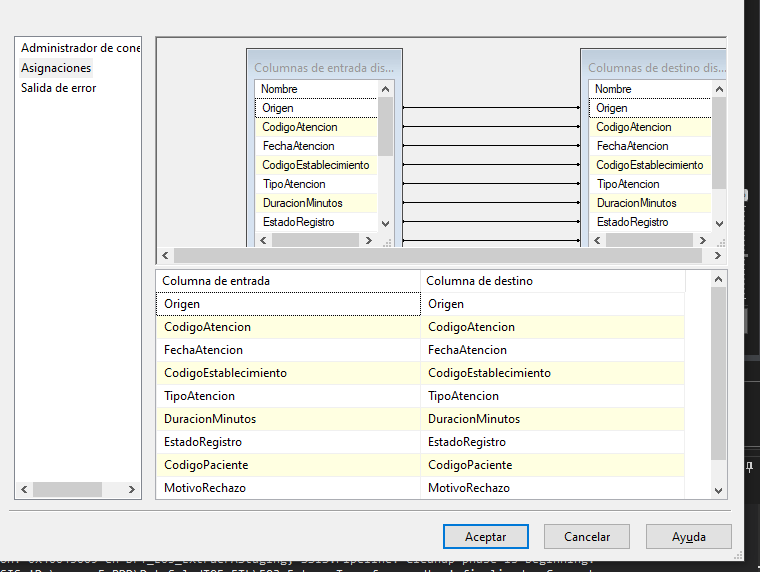 Administrador de cone
Asignaciones
Salida de error
Columnas de entrada dis...
Nombre
Origen
CodigoAtencion
FechaAtencion
CodigoEstablecimiento
TipoAtencion
DuracionMinutos
EstadoRegistro
Columnas de destino dis...
Nombre
Origen
CodigoAtencion
FechaAtencion
CodigoEstablecimiento
TipoAtencion
DuracionMinutos
EstadoRegistro
Columna de entrada Columna de destino
Origen Origen
CodigoAtencion CodigoAtencion
FechaAtencion FechaAtencion
CodigoEstablecimiento CodigoEstablecimiento
TipoAtencion TipoAtencion
DuracionMinutos DuracionMinutos
EstadoRegistro EstadoRegistro
CodigoPaciente CodigoPaciente
MotivoRechazo MotivoRechazo
Aceptar Cancelar Ayuda